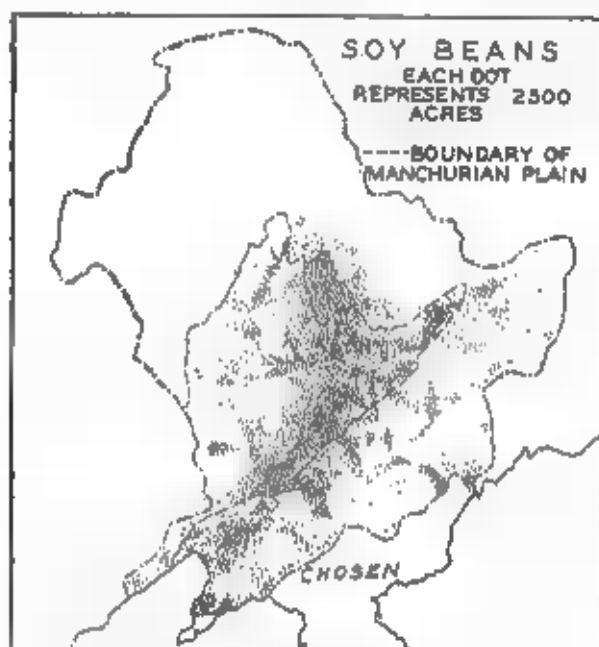 SOY BEANS
EACH DOT
REPRESENTS 2500
ACRES
BOUNDARY OF
MANCHURIAN PLAIN
CHOSEN